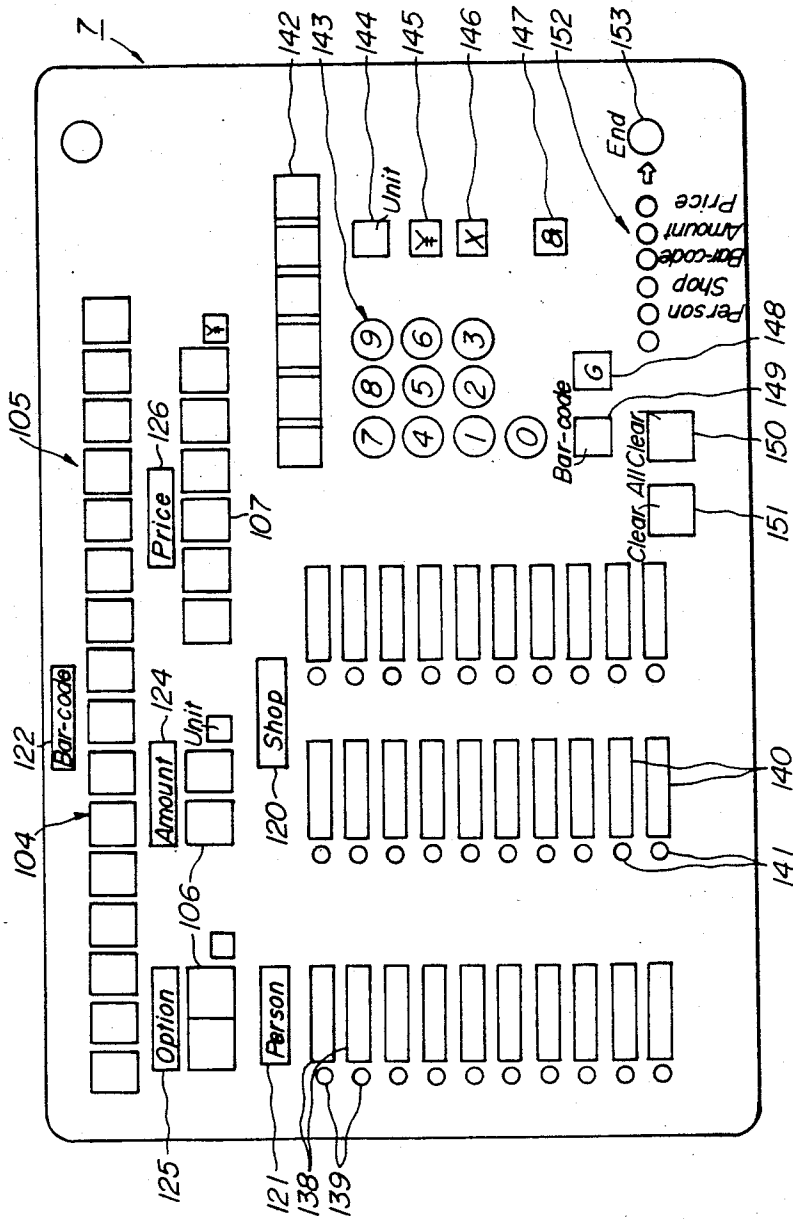 7
122
104
105
Bar-code
125
Option
106
Amount
124
Unit
Price
126
107
¥
121
Person
120
Shop
138
139
140
141
142
143
144
Unit
145
¥
146
X
147
&
7 8 9
4 5 6
1 2 3
0
Bar-code
G
148
149
Clear
All Clear
150
151
Person
Shop
Bar-code
Amount
Price
⇨
End
152
153